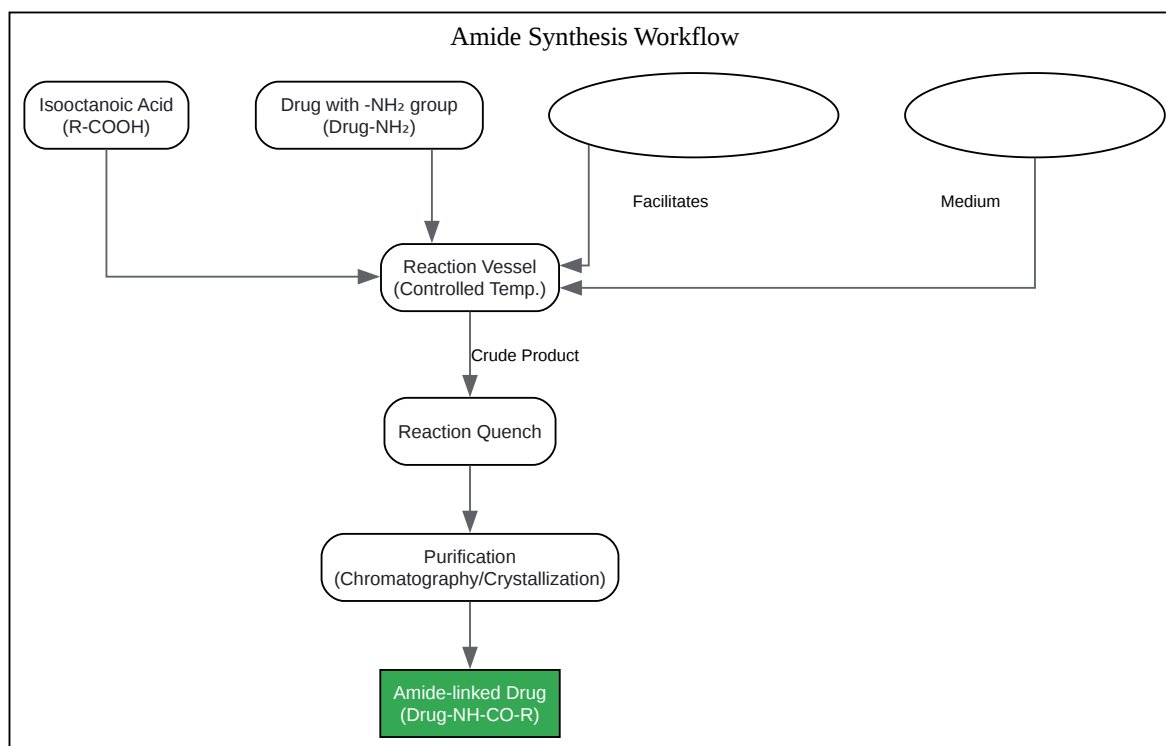 Amide Synthesis Workflow
Isooctanoic Acid
(R-COOH)
Drug with -NH₂ group
(Drug-NH₂)
Facilitates
Medium
Reaction Vessel
(Controlled Temp.)
Crude Product
Reaction Quench
Purification
(Chromatography/Crystallization)
Amide-linked Drug
(Drug-NH-CO-R)